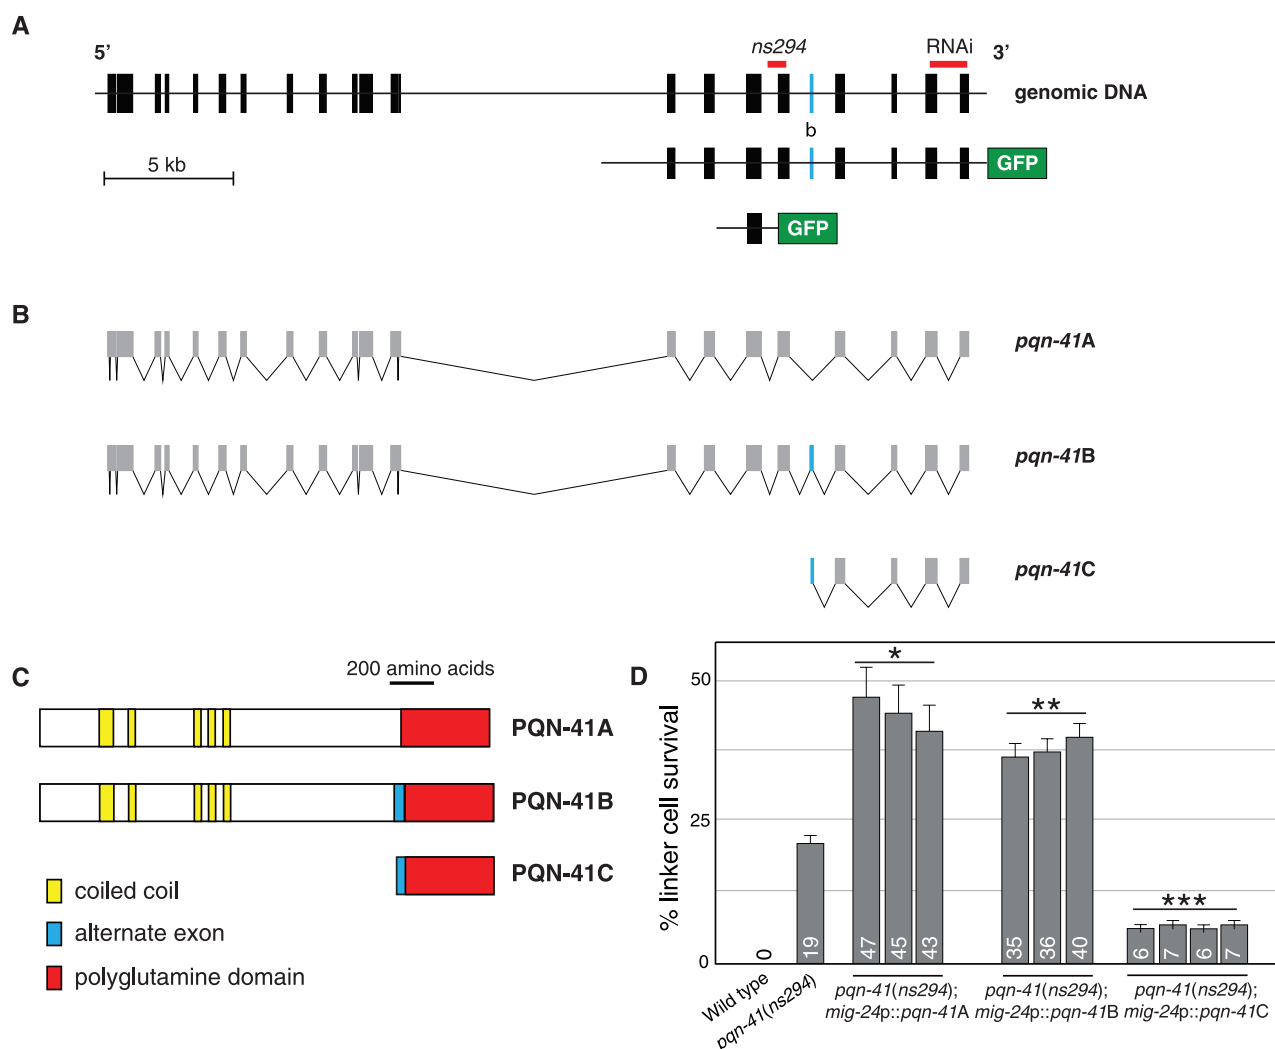 A
5’ ns294 RNAi 3’
genomic DNA
b
5 kb
GFP
GFP
B
pqn-41A
pqn-41B
pqn-41C
C
200 amino acids
PQN-41A
PQN-41B
PQN-41C
coiled coil
alternate exon
polyglutamine domain
D
% linker cell survival
50
25
0
*
**
***
0 19 47 45 43 35 36 40 6 7 6 7
Wild type
pqn-41(ns294)
pqn-41(ns294);
mig-24p::pqn-41A
pqn-41(ns294);
mig-24p::pqn-41B
pqn-41(ns294);
mig-24p::pqn-41C